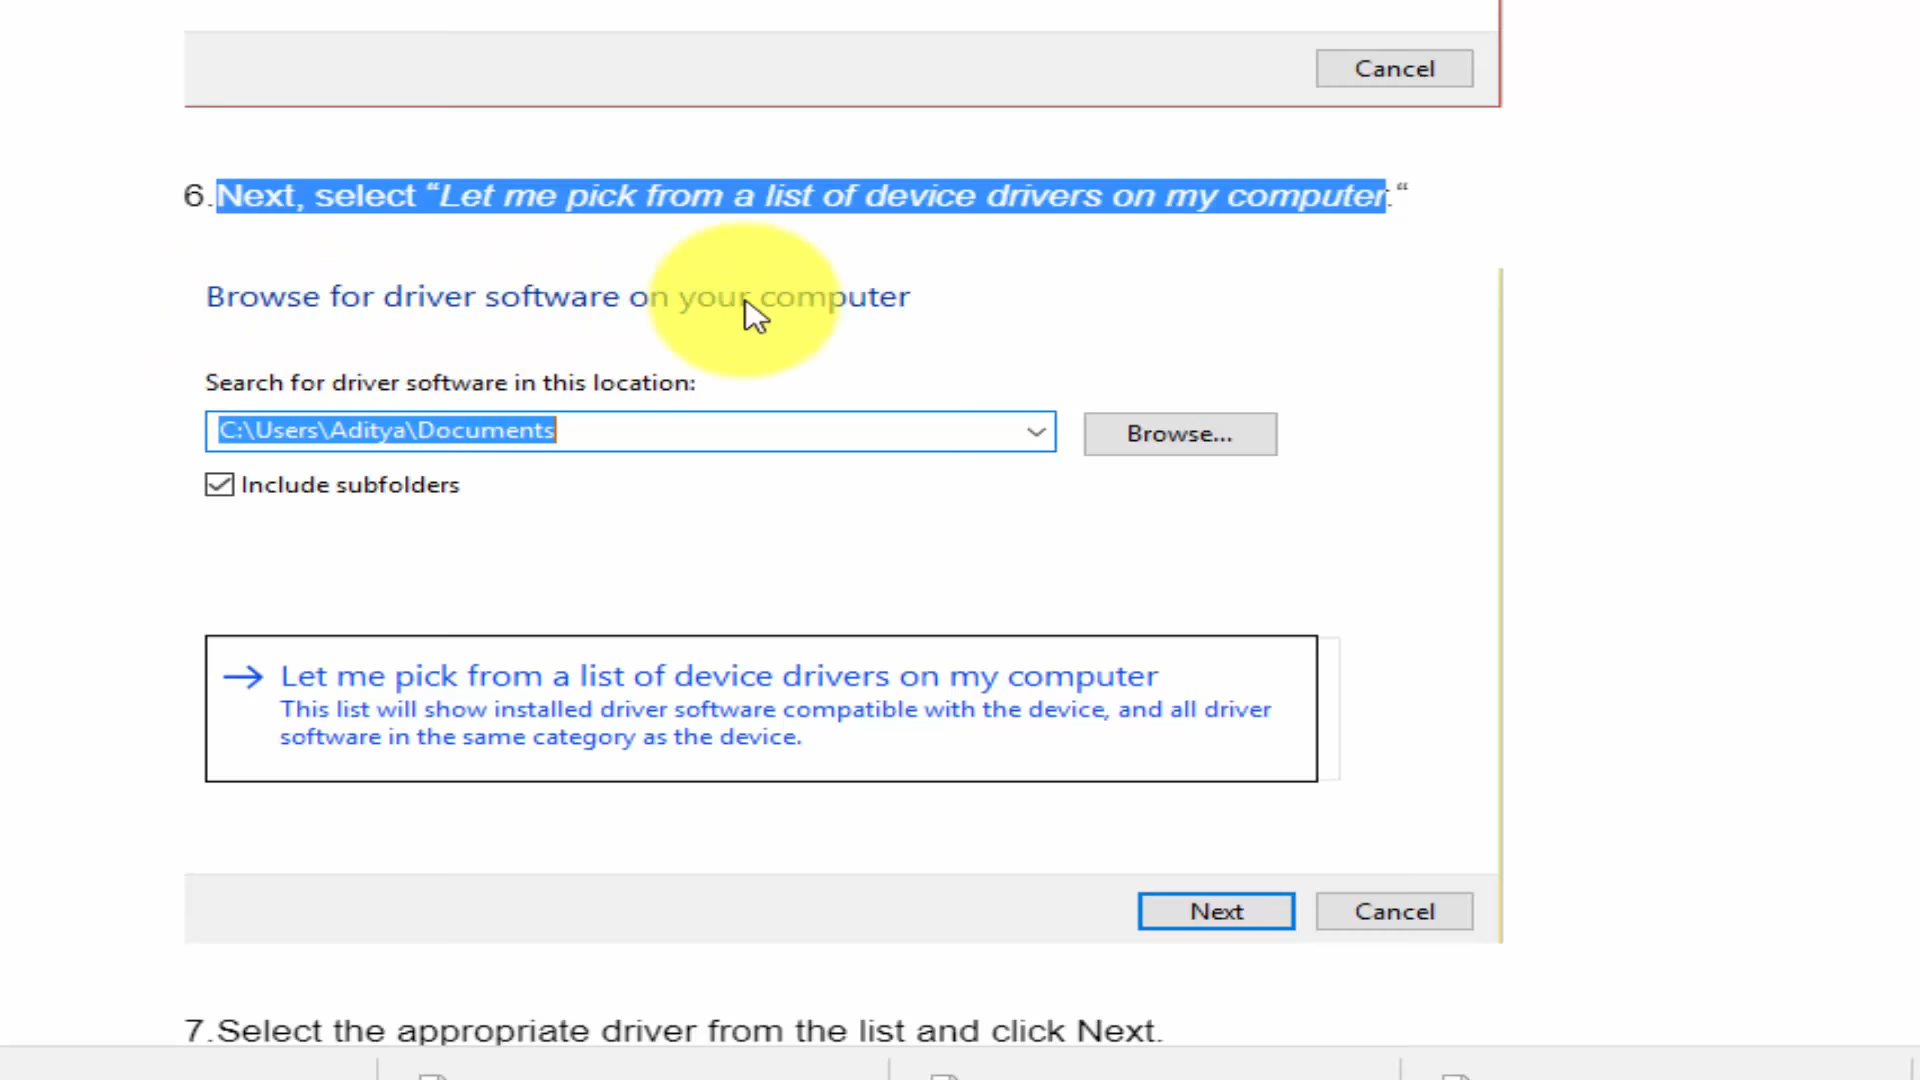 Cancel
6.Next, select “Let me pick from a list of device drivers on my computer.“
Browse for driver software on your computer
Search for driver software in this location:
C:\Users\Aditya\Documents
Browse...
Include subfolders
Let me pick from a list of device drivers on my computer
This list will show installed driver software compatible with the device, and all driver
software in the same category as the device.
Next
Cancel
7.Select the appropriate driver from the list and click Next.